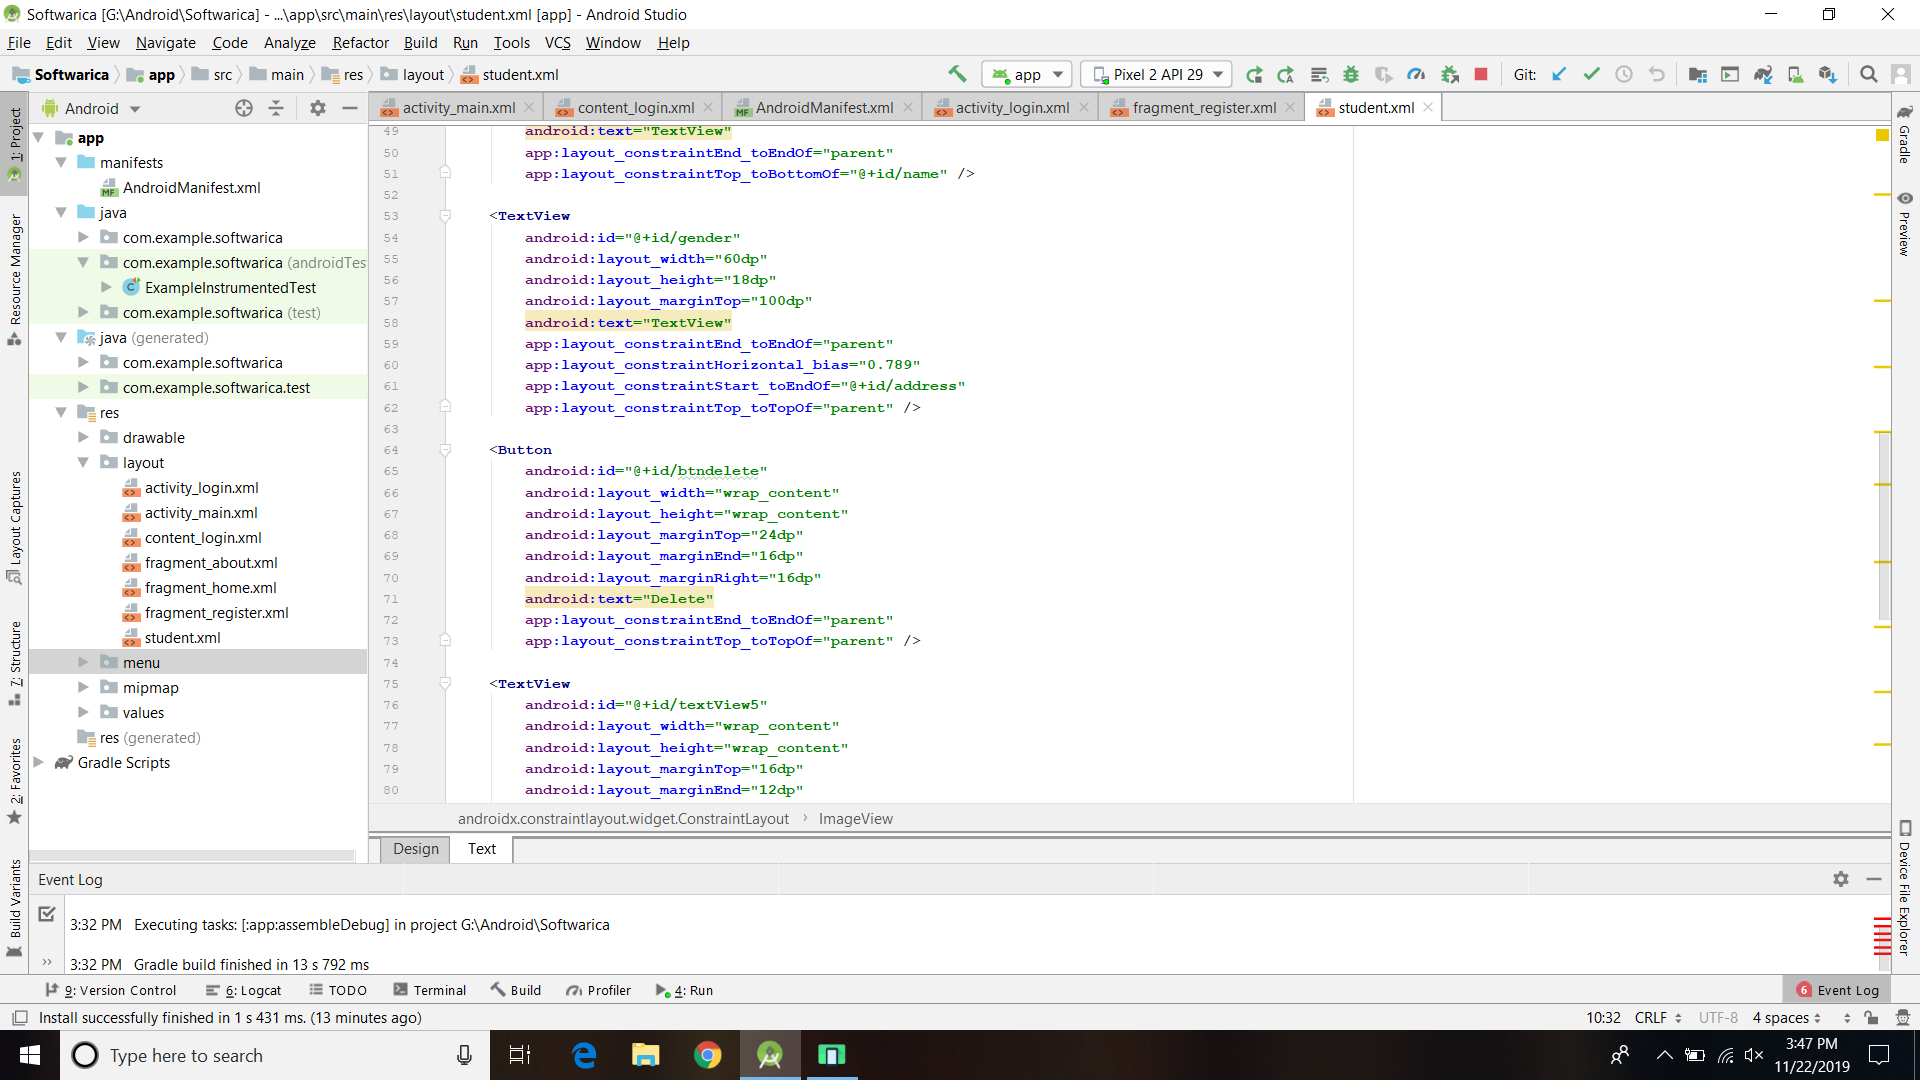 Softwarica [G:\Android\Softwarica] - ...\app\src\main\res\layout\student.xml [app] - Android Studio
File Edit View Navigate Code Analyze Refactor Build Run Tools VCS Window Help
Softwarica app src main res layout student.xml
app Pixel 2 API 29 Git:
Android
activity_main.xml content_login.xml AndroidManifest.xml activity_login.xml fragment_register.xml student.xml
1: Project
Resource Manager
Layout Captures
7: Structure
2: Favorites
Build Variants
app
manifests
MF AndroidManifest.xml
java
com.example.softwarica
com.example.softwarica (androidTes
ExampleInstrumentedTest
com.example.softwarica (test)
java (generated)
com.example.softwarica
com.example.softwarica.test
res
drawable
layout
activity_login.xml
activity_main.xml
content_login.xml
fragment_about.xml
fragment_home.xml
fragment_register.xml
student.xml
menu
mipmap
values
res (generated)
Gradle Scripts
49 android:text="TextView"
50 app:layout_constraintEnd_toEndOf="parent"
51 app:layout_constraintTop_toBottomOf="@+id/name" />
52
53 <TextView
54 android:id="@+id/gender"
55 android:layout_width="60dp"
56 android:layout_height="18dp"
57 android:layout_marginTop="100dp"
58 android:text="TextView"
59 app:layout_constraintEnd_toEndOf="parent"
60 app:layout_constraintHorizontal_bias="0.789"
61 app:layout_constraintStart_toEndOf="@+id/address"
62 app:layout_constraintTop_toTopOf="parent" />
63
64 <Button
65 android:id="@+id/btndelete"
66 android:layout_width="wrap_content"
67 android:layout_height="wrap_content"
68 android:layout_marginTop="24dp"
69 android:layout_marginEnd="16dp"
70 android:layout_marginRight="16dp"
71 android:text="Delete"
72 app:layout_constraintEnd_toEndOf="parent"
73 app:layout_constraintTop_toTopOf="parent" />
74
75 <TextView
76 android:id="@+id/textView5"
77 android:layout_width="wrap_content"
78 android:layout_height="wrap_content"
79 android:layout_marginTop="16dp"
80 android:layout_marginEnd="12dp"
androidx.constraintlayout.widget.ConstraintLayout › ImageView
Design Text
Gradle
Preview
Device File Explorer
Event Log
3:32 PM Executing tasks: [:app:assembleDebug] in project G:\Android\Softwarica
3:32 PM Gradle build finished in 13 s 792 ms
9: Version Control 6: Logcat TODO Terminal Build Profiler 4: Run 6 Event Log
Install successfully finished in 1 s 431 ms. (13 minutes ago) 10:32 CRLF UTF-8 4 spaces
Type here to search
3:47 PM
11/22/2019